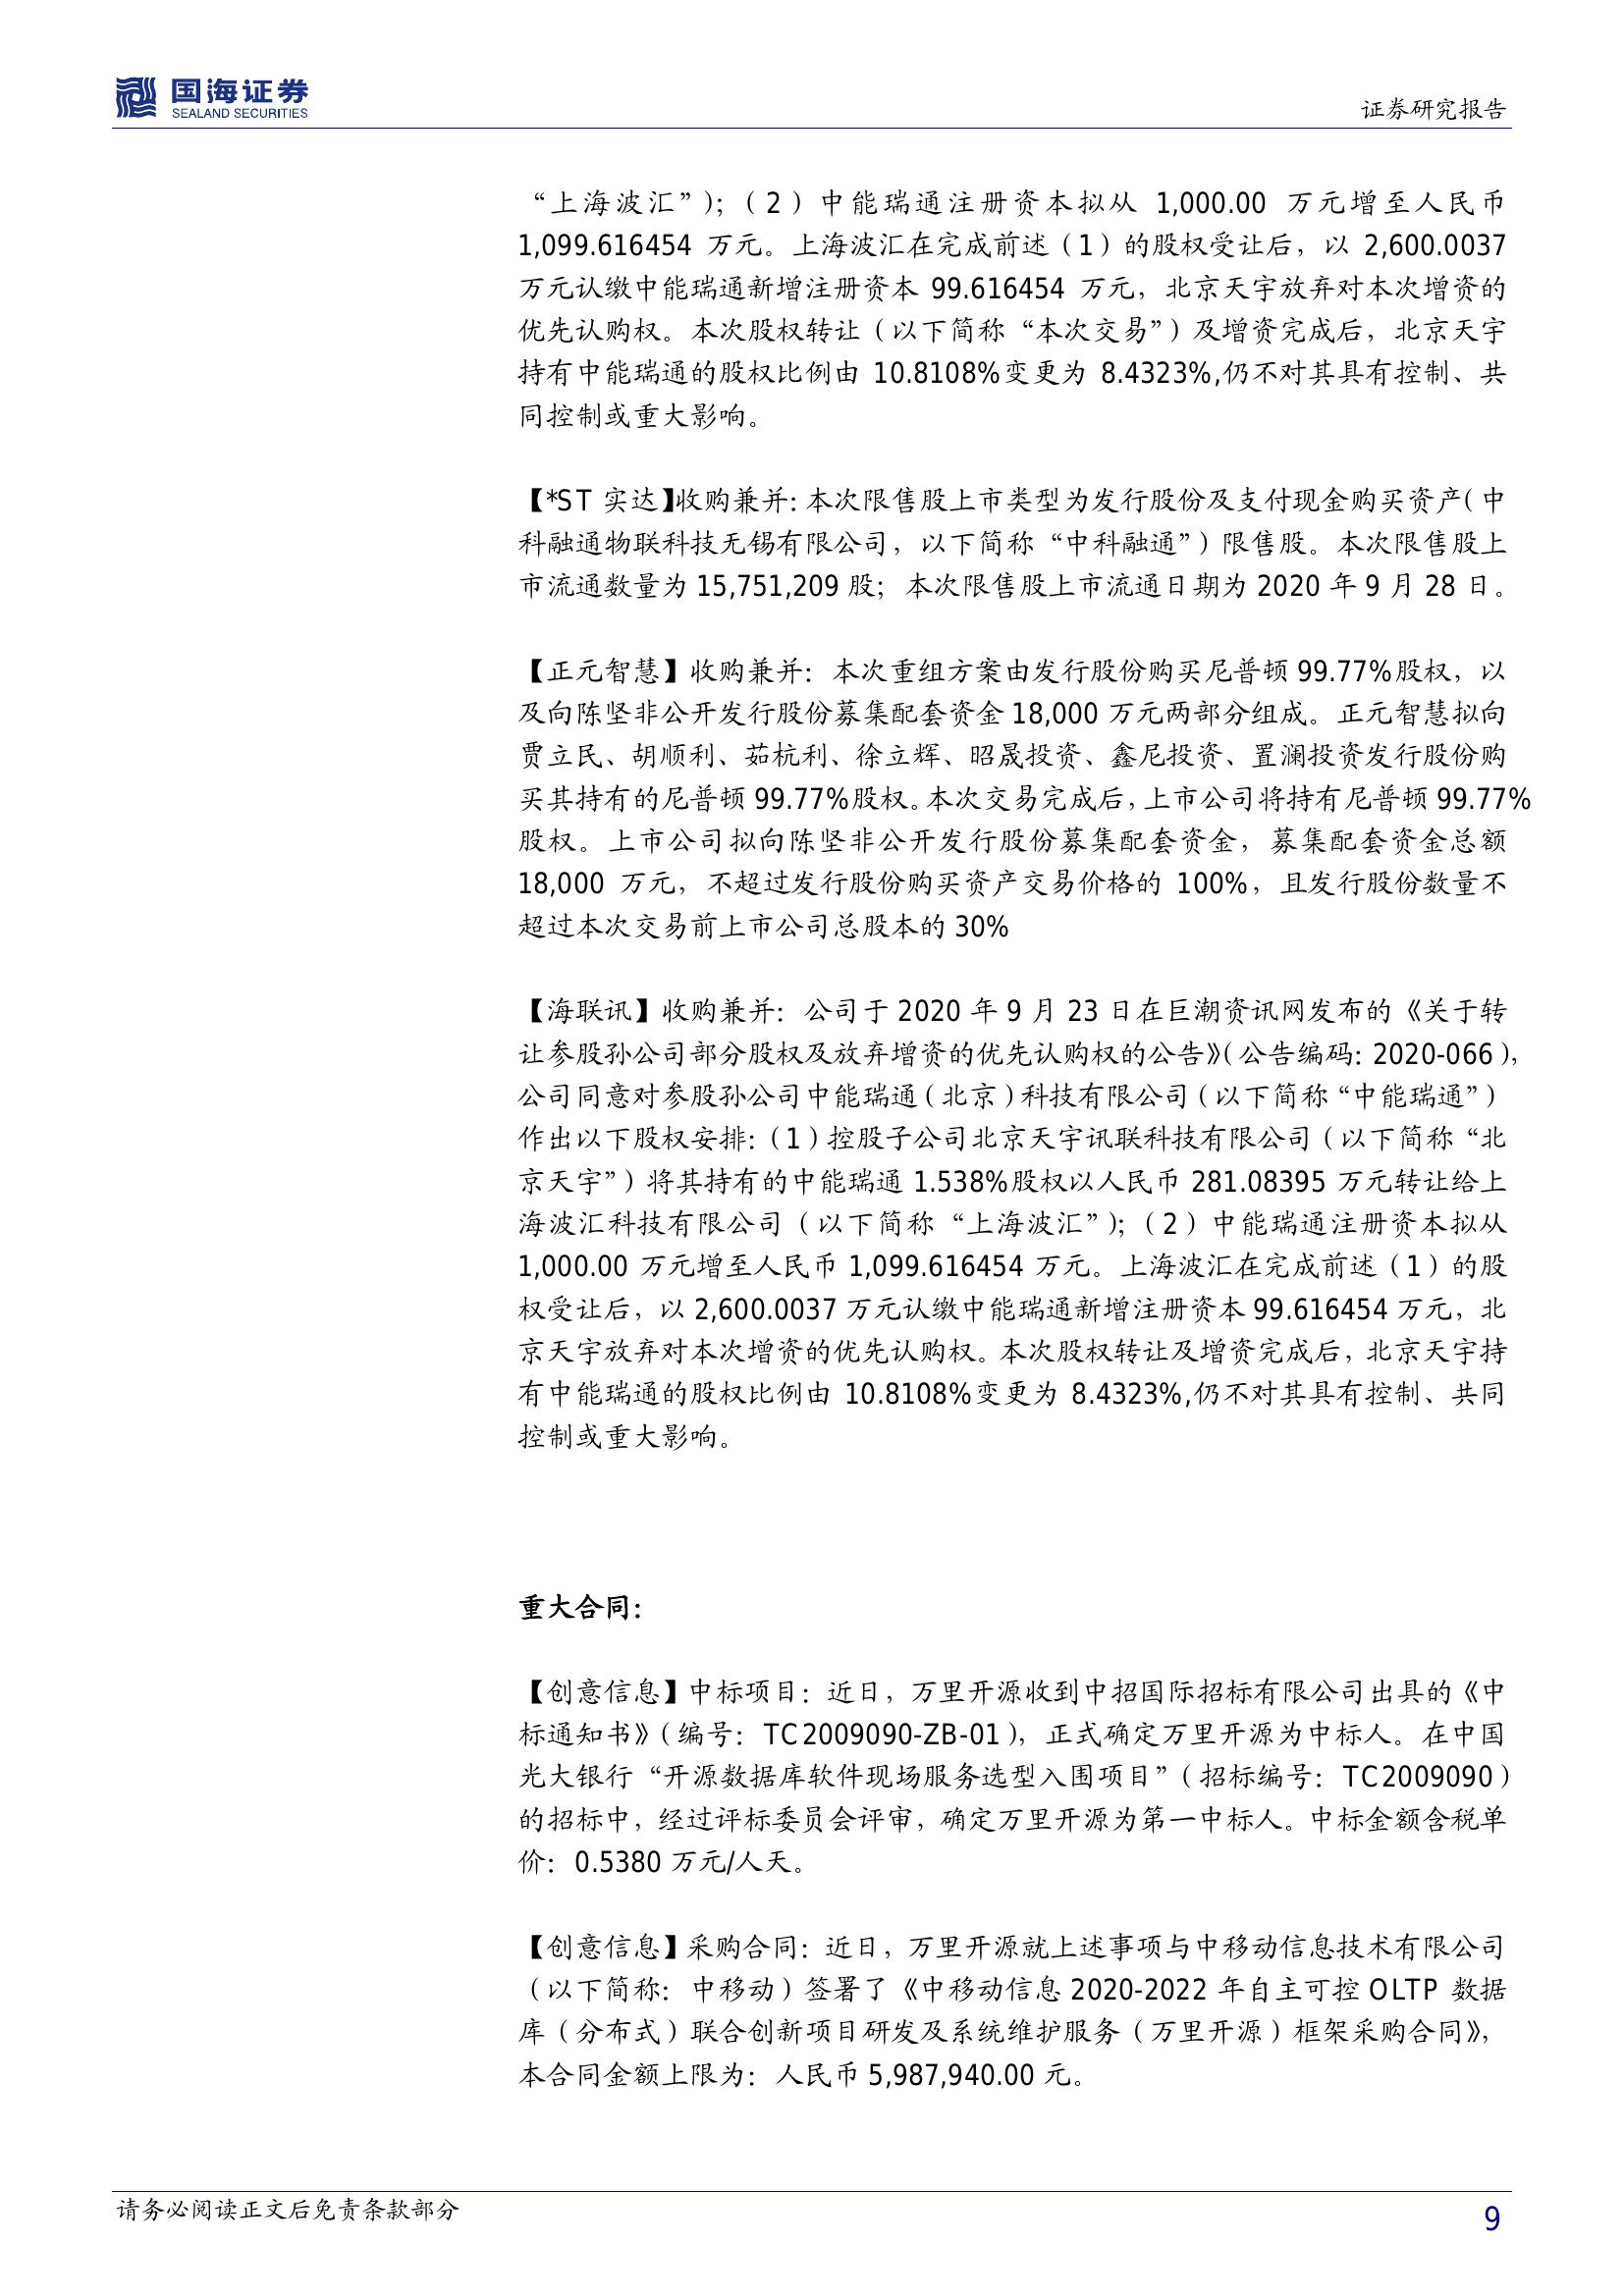 国海证券
SEALAND SECURITIES
证券研究报告
“上海波汇”）；（2）中能瑞通注册资本拟从 1,000.00 万元增至人民币
1,099.616454 万元。上海波汇在完成前述（1）的股权受让后，以 2,600.0037
万元认缴中能瑞通新增注册资本 99.616454 万元，北京天宇放弃对本次增资的
优先认购权。本次股权转让（以下简称“本次交易”）及增资完成后，北京天宇
持有中能瑞通的股权比例由 10.8108%变更为 8.4323%,仍不对其具有控制、共
同控制或重大影响。
【*ST 实达】收购兼并：本次限售股上市类型为发行股份及支付现金购买资产（中
科融通物联科技无锡有限公司，以下简称“中科融通”）限售股。本次限售股上
市流通数量为 15,751,209 股；本次限售股上市流通日期为 2020 年 9 月 28 日。
【正元智慧】收购兼并：本次重组方案由发行股份购买尼普顿 99.77%股权，以
及向陈坚非公开发行股份募集配套资金 18,000 万元两部分组成。正元智慧拟向
贾立民、胡顺利、茹杭利、徐立辉、昭晟投资、鑫尼投资、置澜投资发行股份购
买其持有的尼普顿 99.77%股权。本次交易完成后，上市公司将持有尼普顿 99.77%
股权。上市公司拟向陈坚非公开发行股份募集配套资金，募集配套资金总额
18,000 万元，不超过发行股份购买资产交易价格的 100%，且发行股份数量不
超过本次交易前上市公司总股本的 30%
【海联讯】收购兼并：公司于 2020 年 9 月 23 日在巨潮资讯网发布的《关于转
让参股孙公司部分股权及放弃增资的优先认购权的公告》（公告编码：2020-066），
公司同意对参股孙公司中能瑞通（北京）科技有限公司（以下简称“中能瑞通”）
作出以下股权安排：（1）控股子公司北京天宇讯联科技有限公司（以下简称“北
京天宇”）将其持有的中能瑞通 1.538%股权以人民币 281.08395 万元转让给上
海波汇科技有限公司（以下简称“上海波汇”）；（2）中能瑞通注册资本拟从
1,000.00 万元增至人民币 1,099.616454 万元。上海波汇在完成前述（1）的股
权受让后，以 2,600.0037 万元认缴中能瑞通新增注册资本 99.616454 万元，北
京天宇放弃对本次增资的优先认购权。本次股权转让及增资完成后，北京天宇持
有中能瑞通的股权比例由 10.8108%变更为 8.4323%,仍不对其具有控制、共同
控制或重大影响。
重大合同：
【创意信息】中标项目：近日，万里开源收到中招国际招标有限公司出具的《中
标通知书》（编号：TC2009090-ZB-01），正式确定万里开源为中标人。在中国
光大银行“开源数据库软件现场服务选型入围项目”（招标编号：TC2009090）
的招标中，经过评标委员会评审，确定万里开源为第一中标人。中标金额含税单
价：0.5380 万元/人天。
【创意信息】采购合同：近日，万里开源就上述事项与中移动信息技术有限公司
（以下简称：中移动）签署了《中移动信息 2020-2022 年自主可控 OLTP 数据
库（分布式）联合创新项目研发及系统维护服务（万里开源）框架采购合同》，
本合同金额上限为：人民币 5,987,940.00 元。
请务必阅读正文后免责条款部分
9